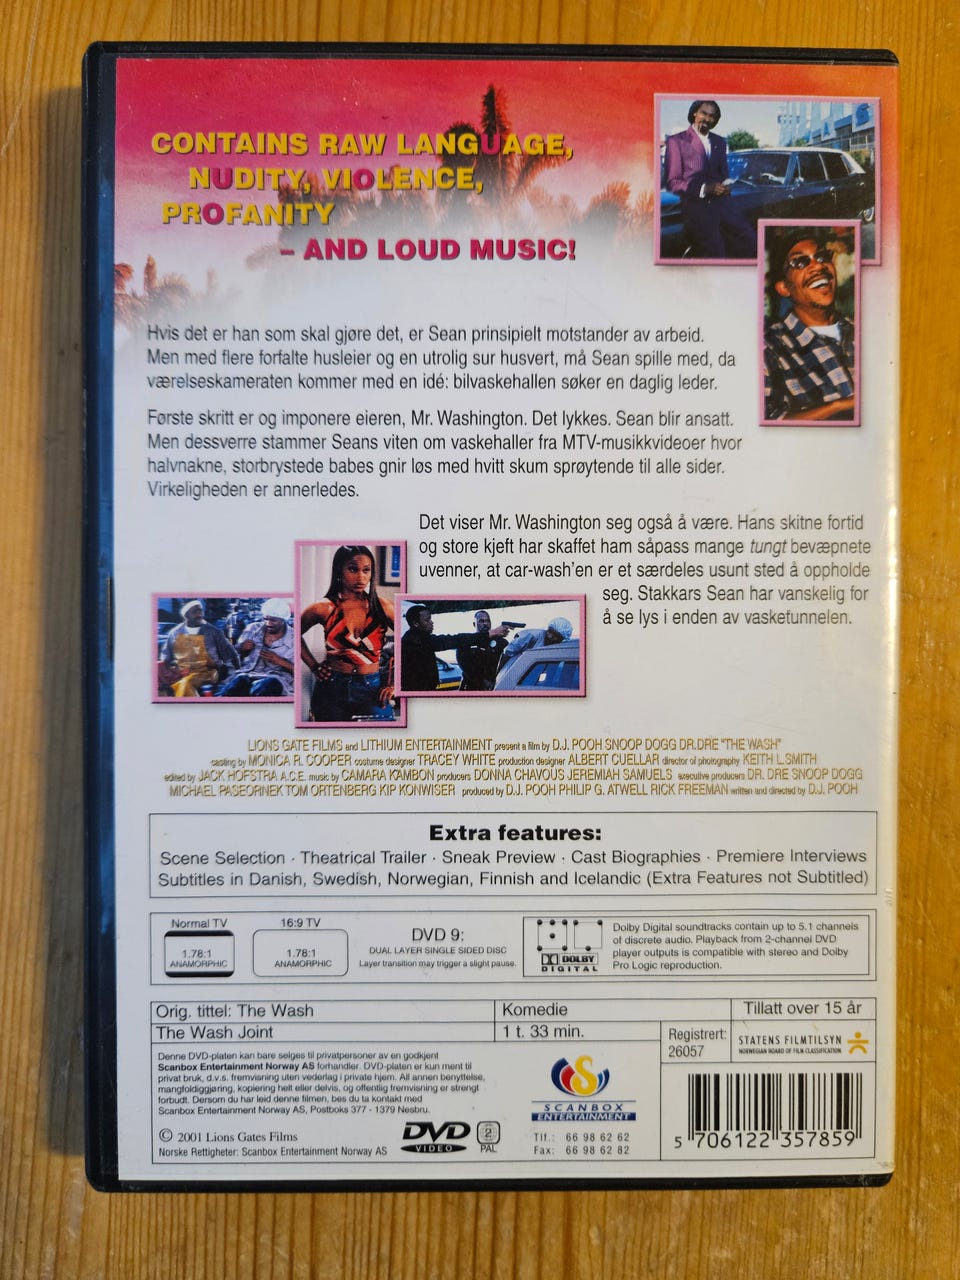 CONTAINS RAW LANGUAGE,
NUDITY, VIOLENCE,
PROFANITY
– AND LOUD MUSIC!
Hvis det er han som skal gjøre det, er Sean prinsipielt motstander av arbeid.
Men med flere forfalte husleier og en utrolig sur husvert, må Sean spille med, da
værelseskameraten kommer med en idé: bilvaskehallen søker en daglig leder.
Første skritt er og imponere eieren, Mr. Washington. Det lykkes. Sean blir ansatt.
Men dessverre stammer Seans viten om vaskehaller fra MTV-musikkvideoer hvor
halvnakne, storbrystede babes gnir løs med hvitt skum sprøytende til alle sider.
Virkeligheden er annerledes.
Det viser Mr. Washington seg også å være. Hans skitne fortid
og store kjeft har skaffet ham såpass mange tungt bevæpnete
uvenner, at car-wash'en er et særdeles usunt sted å oppholde
seg. Stakkars Sean har vanskelig for
å se lys i enden av vasketunnelen.
LIONS GATE FILMS and LITHIUM ENTERTAINMENT present a film by D.J. POOH SNOOP DOGG DR.DRE "THE WASH"
casting by MONICA R. COOPER costume designer TRACEY WHITE production designer ALBERT CUELLAR director of photography KEITH L.SMITH
edited by JACK HOFSTRA A.C.E. music by CAMARA KAMBON producers DONNA CHAVOUS JEREMIAH SAMUELS executive producers DR. DRE SNOOP DOGG
MICHAEL PASEORNEK TOM ORTENBERG KIP KONWISER produced by D.J. POOH PHILIP G. ATWELL RICK FREEMAN written and directed by D.J. POOH
Extra features:
Scene Selection · Theatrical Trailer · Sneak Preview · Cast Biographies · Premiere Interviews
Subtitles in Danish, Swedish, Norwegian, Finnish and Icelandic (Extra Features not Subtitled)
Normal TV
1.78:1
ANAMORPHIC
16:9 TV
1.78:1
ANAMORPHIC
DVD 9:
DUAL LAYER SINGLE SIDED DISC
Layer transition may trigger a slight pause.
DOLBY
DIGITAL
Dolby Digital soundtracks contain up to 5.1 channels
of discrete audio. Playback from 2-channel DVD
player outputs is compatible with stereo and Dolby
Pro Logic reproduction.
Orig. tittel: The Wash
Komedie
Tillatt over 15 år
The Wash Joint
1 t. 33 min.
Registrert:
26057
STATENS FILMTILSYN
NORWEGIAN BOARD OF FILM CLASSIFICATION
Denne DVD-platen kan bare selges til privatpersoner av en godkjent
Scanbox Entertainment Norway AS forhandler. DVD-platen er kun ment til
privat bruk, d.v.s. fremvisning uten vederlag i private hjem. All annen benyttelse,
mangfoldiggjøring, kopiering helt eller delvis, og offentlig fremvisning er strengt
forbudt. Dersom du har leid denne filmen, bes du ta kontakt med
Scanbox Entertainment Norway AS, Postboks 377 - 1379 Nesbru.
© 2001 Lions Gates Films
Norske Rettigheter: Scanbox Entertainment Norway AS
DVD
VIDEO
2
PAL
S
SCANBOX
ENTERTAINMENT
Tlf.: 66 98 62 62
Fax: 66 98 62 82
5 706122 357859